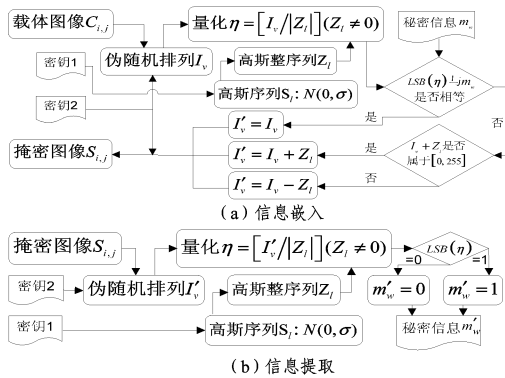 载体图像C_{i,j}
量化η=[I_v/|Z_l|](Z_l≠0)
秘密信息m_w
密钥1
伪随机排列I_v
高斯整序列Z_l
LSB(η)与m_w
是否相等
密钥2
高斯序列S_l:N(0,σ)
是
否
I'_v=I_v
掩密图像S_{i,j}
I'_v=I_v+Z_l
是
I_v+Z_l是否
属于[0,255]
I'_v=I_v-Z_l
否
(a)信息嵌入
掩密图像S_{i,j}
量化η=[I'_v/|Z_l|](Z_l≠0)
LSB(η)
=0
=1
密钥2
伪随机排列I'_v
高斯整序列Z_l
m'_w=0
m'_w=1
密钥1
高斯序列S_l:N(0,σ)
秘密信息m'_w
(b)信息提取